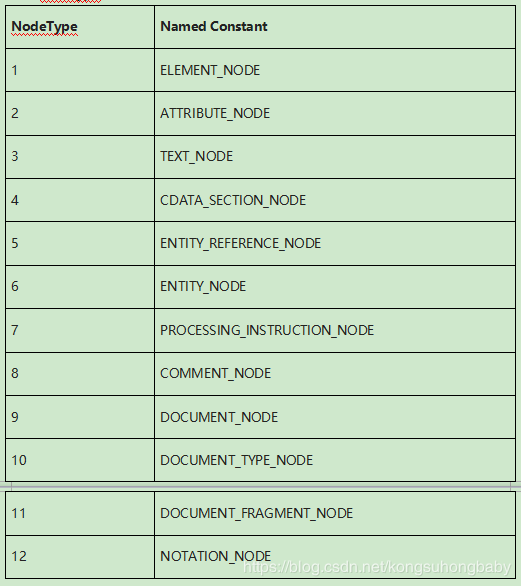 NodeType Named Constant
1 ELEMENT_NODE
2 ATTRIBUTE_NODE
3 TEXT_NODE
4 CDATA_SECTION_NODE
5 ENTITY_REFERENCE_NODE
6 ENTITY_NODE
7 PROCESSING_INSTRUCTION_NODE
8 COMMENT_NODE
9 DOCUMENT_NODE
10 DOCUMENT_TYPE_NODE
11 DOCUMENT_FRAGMENT_NODE
12 NOTATION_NODE
https://blog.csdn.net/kongsuhongbaby